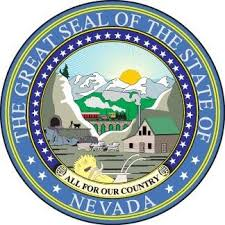 THE GREAT SEAL OF THE STATE OF
NEVADA
ALL FOR OUR COUNTRY